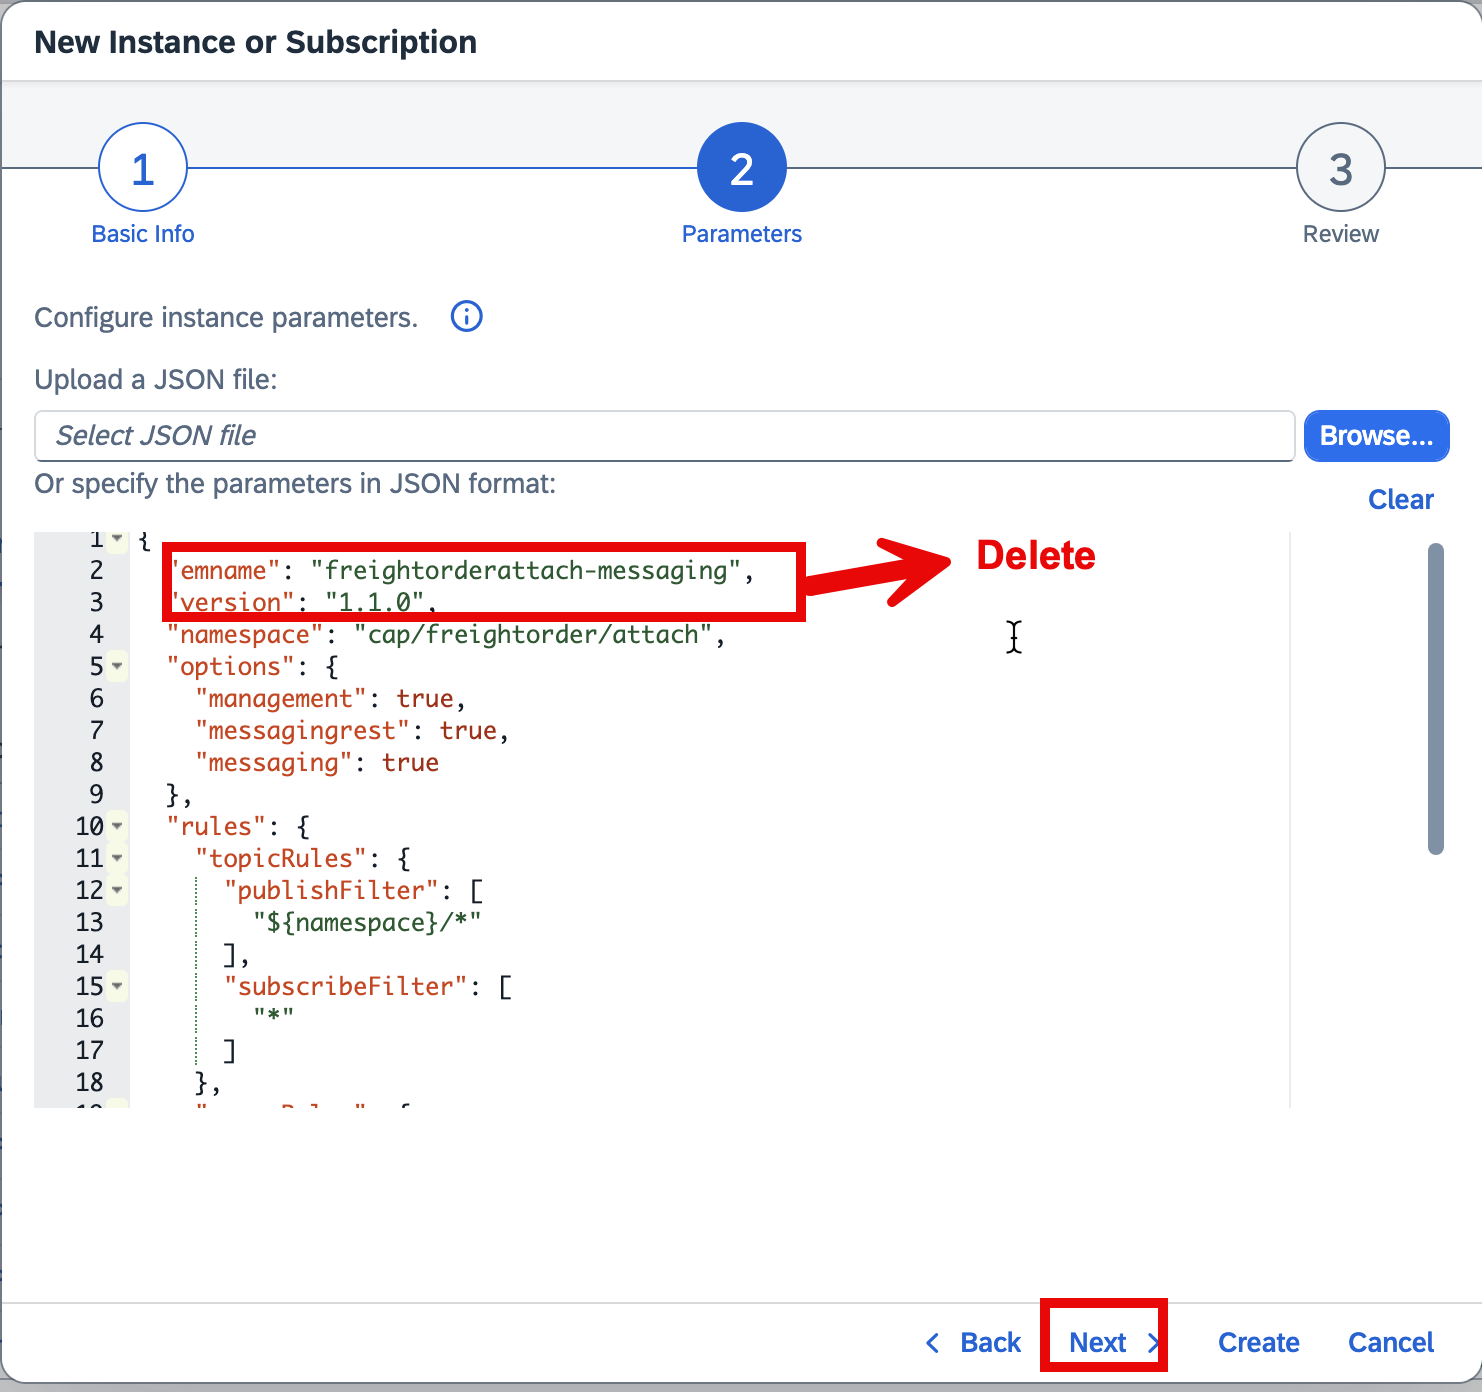 New Instance or Subscription
1
2
3
Basic Info
Parameters
Review
Configure instance parameters.
Upload a JSON file:
Select JSON file
Browse...
Or specify the parameters in JSON format:
Clear
1 {
Delete
2 'emname": "freightorderattach-messaging",
3 'version": "1.1.0",
4 "namespace": "cap/freightorder/attach",
5 "options": {
6 "management": true,
7 "messagingrest": true,
8 "messaging": true
9 },
10 "rules": {
11 "topicRules": {
12 "publishFilter": [
13 "${namespace}/*"
14 ],
15 "subscribeFilter": [
16 "*"
17 ]
18 },
Back
Next
Create
Cancel